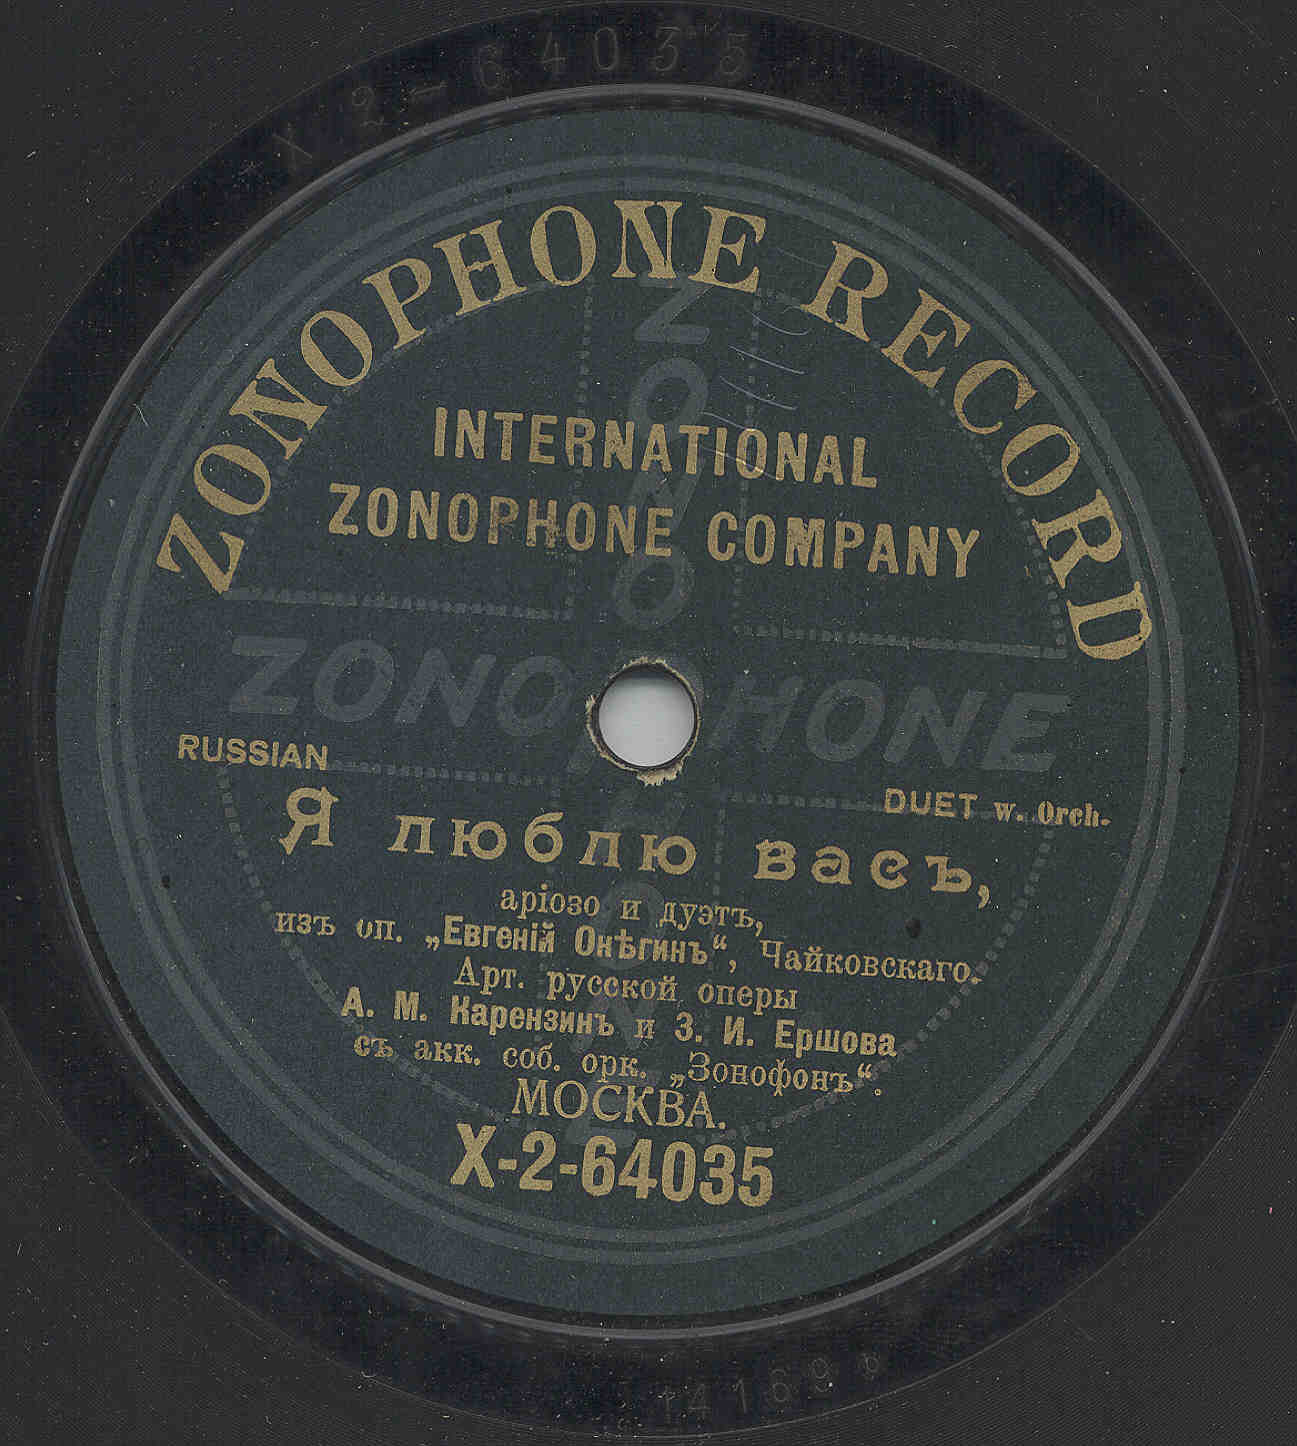 X 2-64035
ZONOPHONE RECORD
INTERNATIONAL
ZONOPHONE COMPANY
ZONOPHONE
ZONOPHONE
RUSSIAN
DUET w. Orch.
Я люблю васъ,
аріозо и дуэтъ,
изъ оп. „Евгеній Онѣгинъ“, Чайковскаго.
Арт. русской оперы
А. М. Карензинъ и З. И. Ершова
съ акк. соб. орк. „Зонофонъ“.
МОСКВА.
X-2-64035